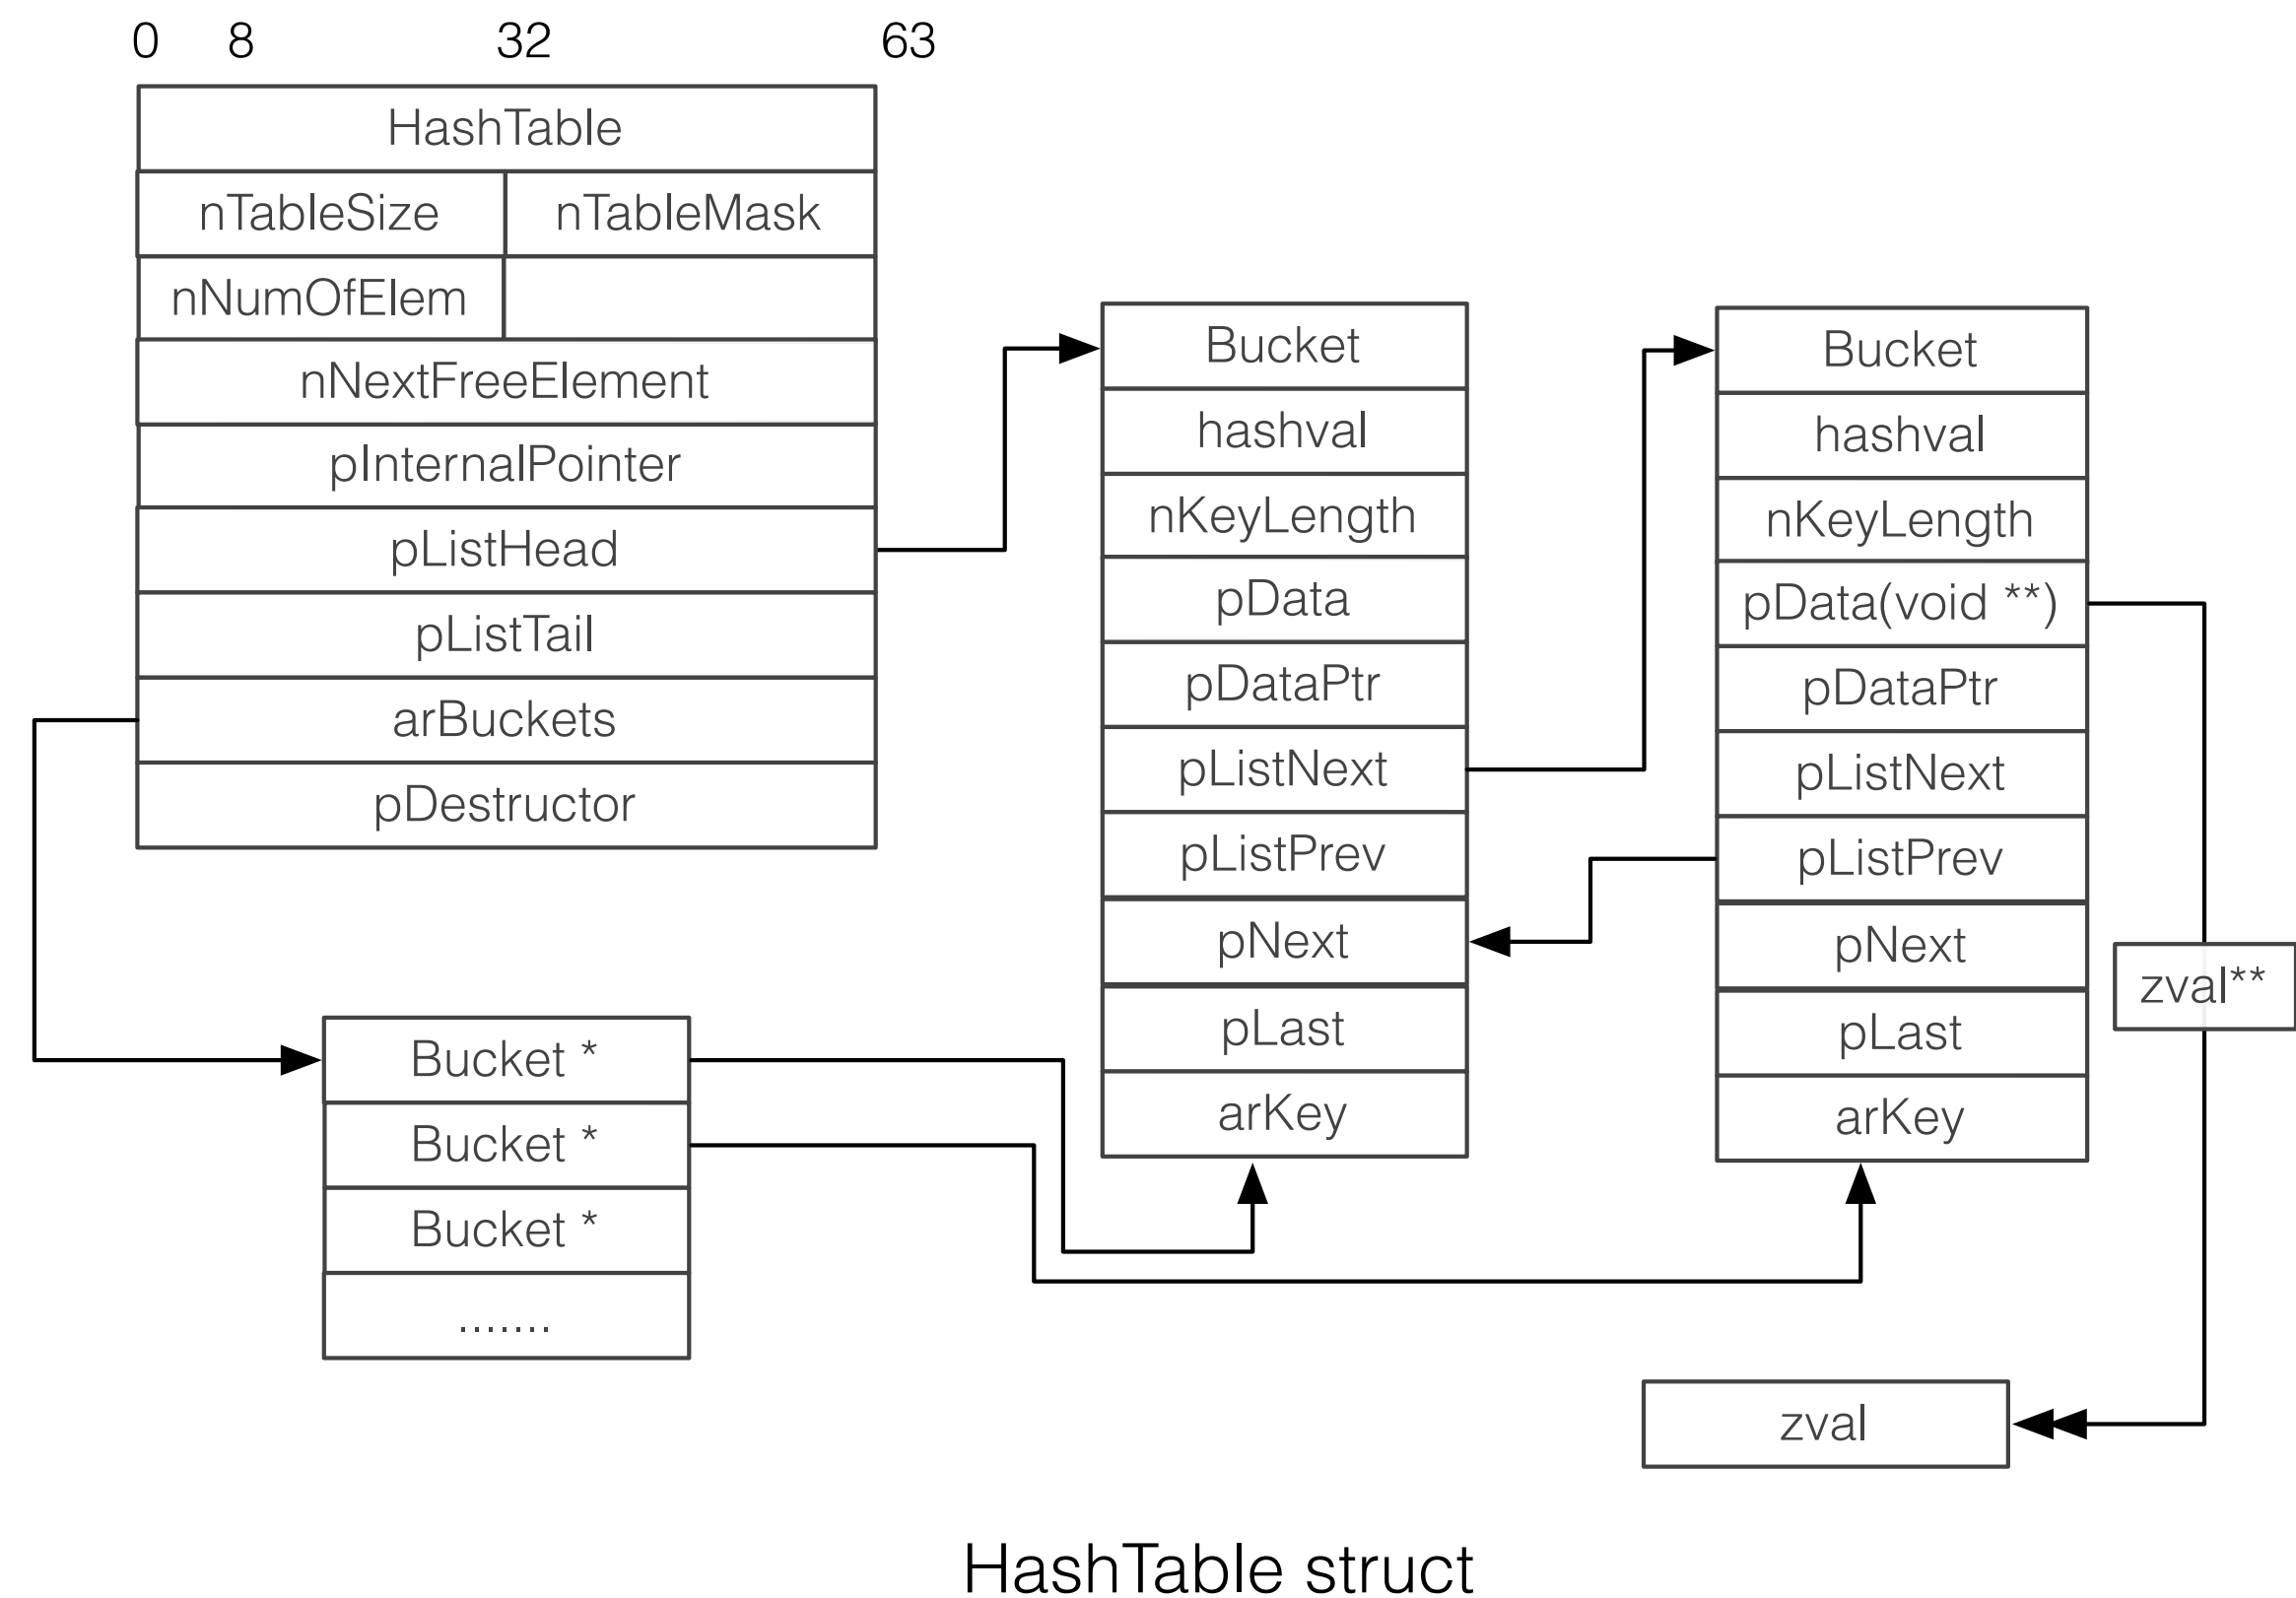 0 8 32 63
HashTable
nTableSize nTableMask
nNumOfElem
nNextFreeElement
pInternalPointer
pListHead
pListTail
arBuckets
pDestructor
Bucket *
Bucket *
Bucket *
.......
Bucket
hashval
nKeyLength
pData
pDataPtr
pListNext
pListPrev
pNext
pLast
arKey
Bucket
hashval
nKeyLength
pData(void **)
pDataPtr
pListNext
pListPrev
pNext
pLast
arKey
zval**
zval
HashTable struct